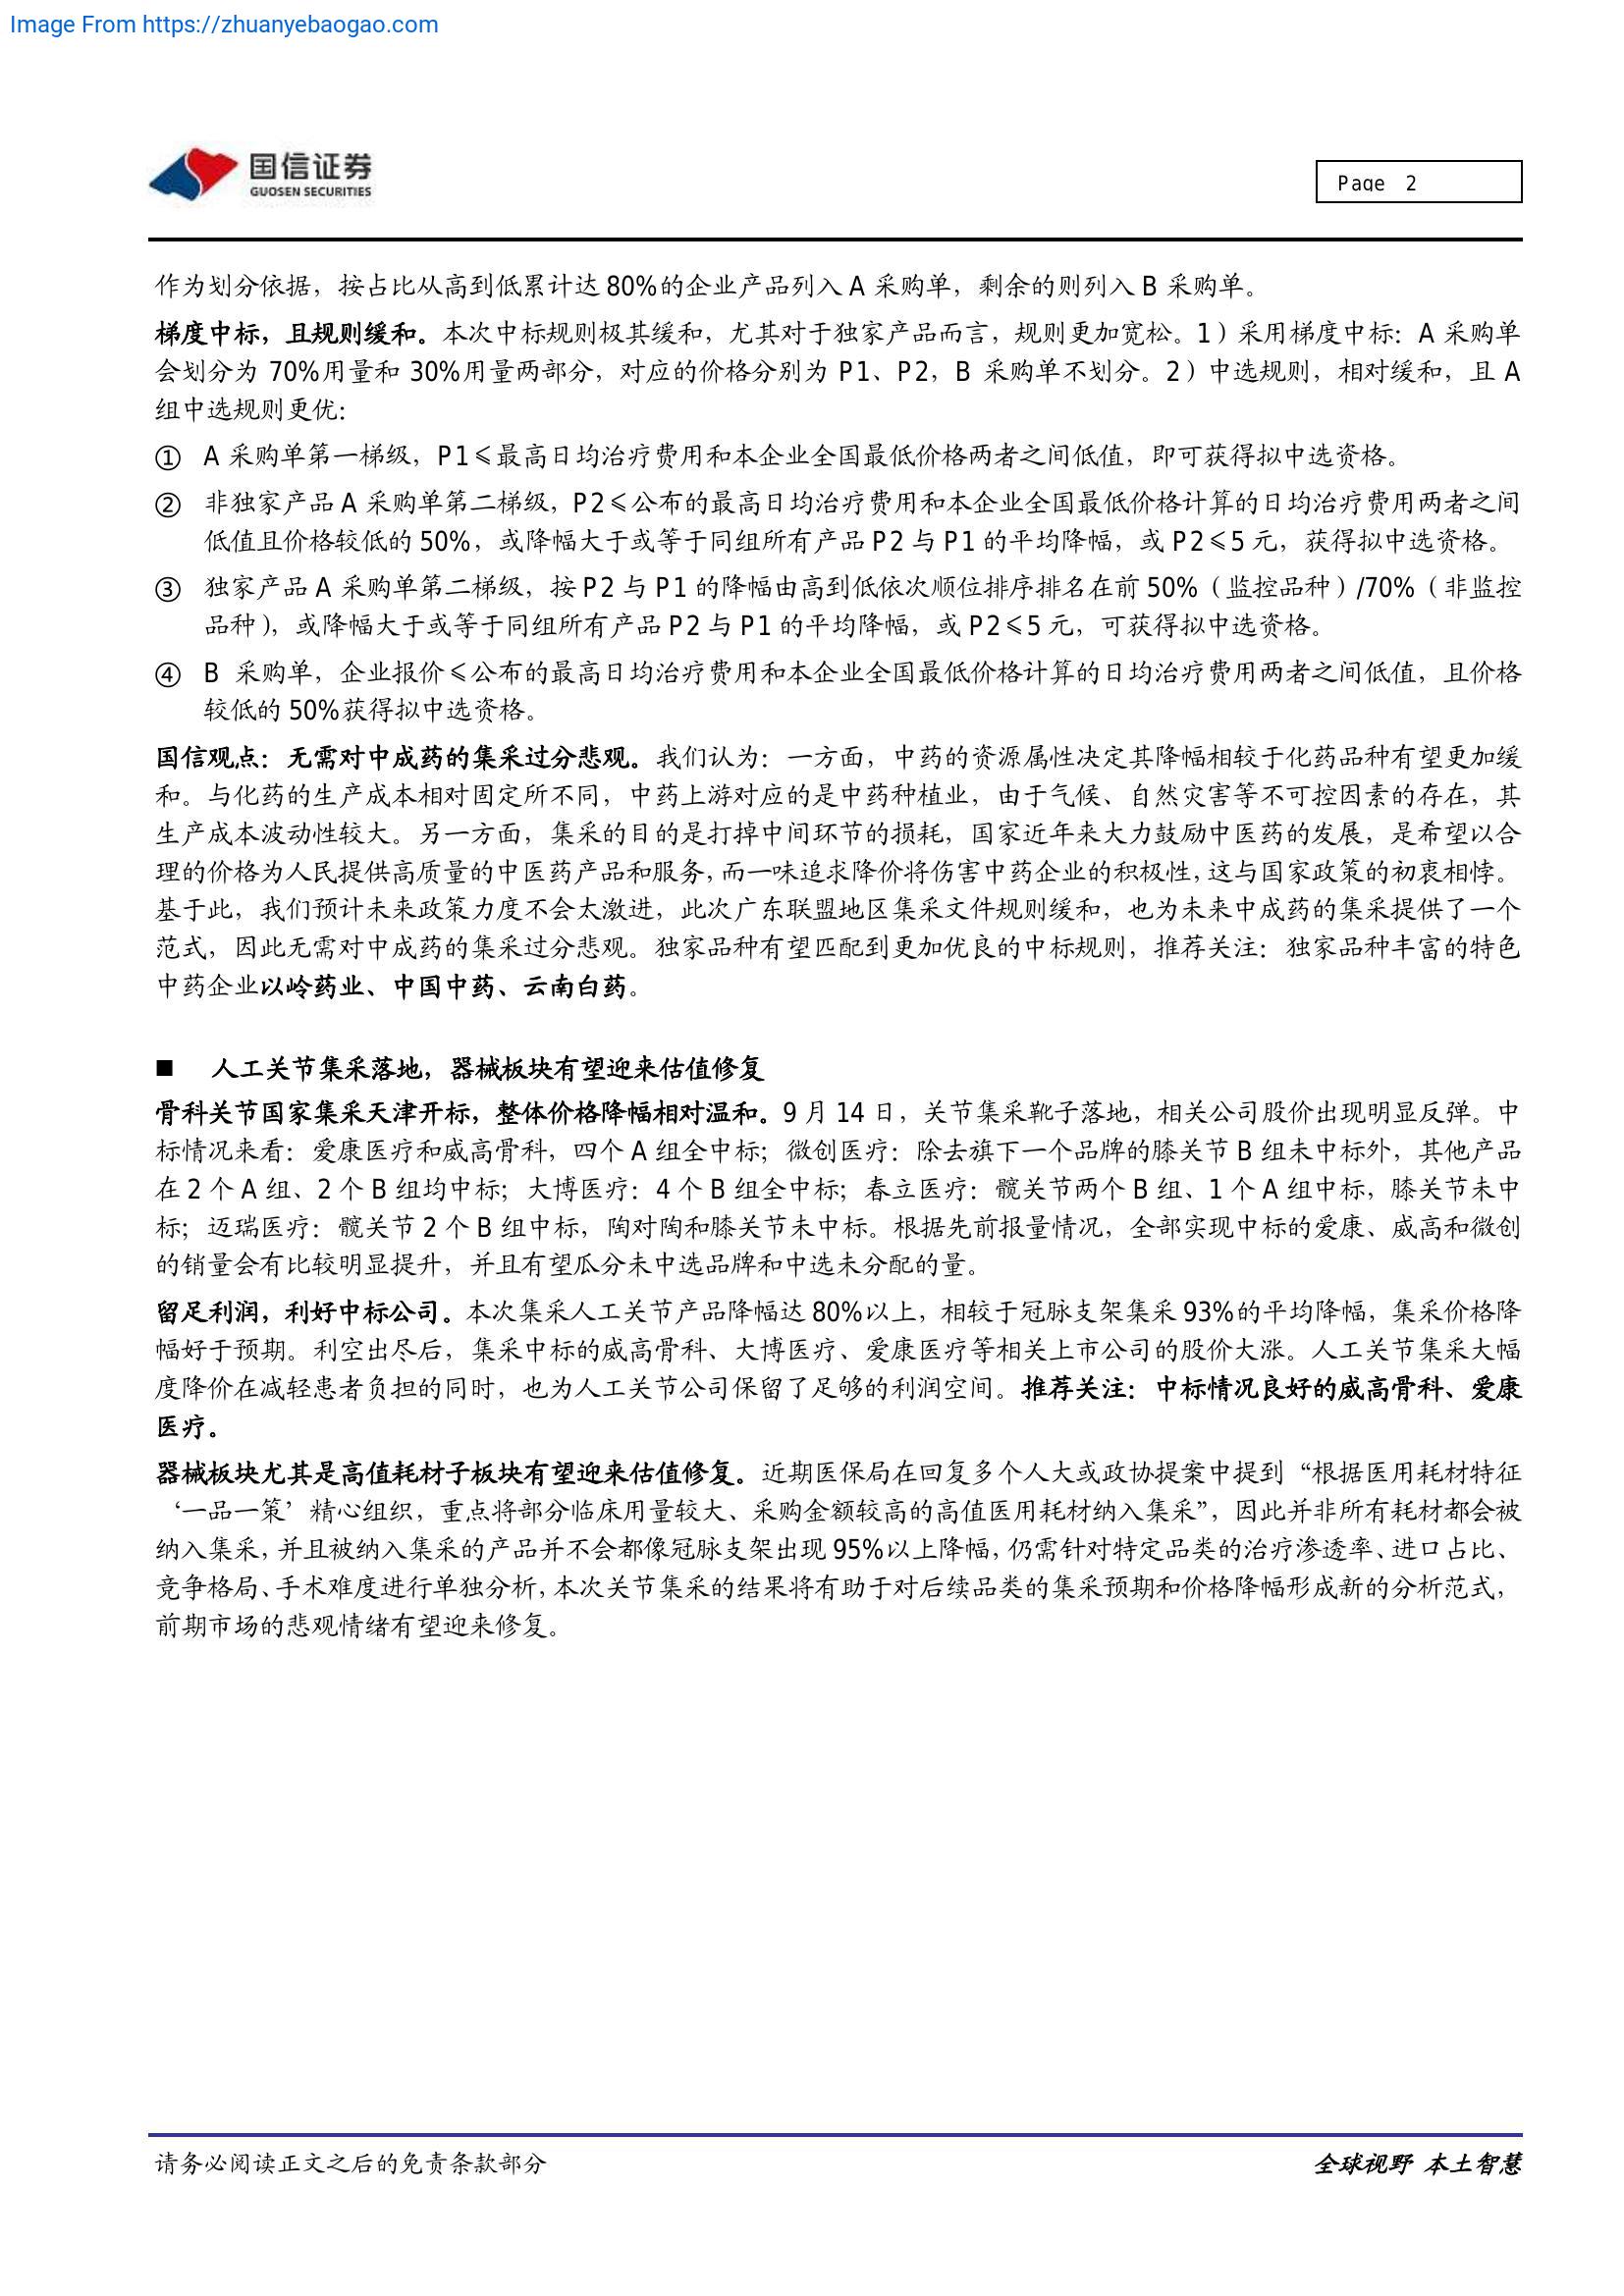 Image From https://zhuanyebaogao.com
国信证券
GUOSEN SECURITIES
Page 2
作为划分依据，按占比从高到低累计达 80%的企业产品列入 A 采购单，剩余的则列入 B 采购单。
梯度中标，且规则缓和。本次中标规则极其缓和，尤其对于独家产品而言，规则更加宽松。1）采用梯度中标：A 采购单
会划分为 70%用量和 30%用量两部分，对应的价格分别为 P1、P2，B 采购单不划分。2）中选规则，相对缓和，且 A
组中选规则更优：
① A 采购单第一梯级，P1≤最高日均治疗费用和本企业全国最低价格两者之间低值，即可获得拟中选资格。
② 非独家产品 A 采购单第二梯级，P2≤公布的最高日均治疗费用和本企业全国最低价格计算的日均治疗费用两者之间
低值且价格较低的 50%，或降幅大于或等于同组所有产品 P2 与 P1 的平均降幅，或 P2≤5 元，获得拟中选资格。
③ 独家产品 A 采购单第二梯级，按 P2 与 P1 的降幅由高到低依次顺位排序排名在前 50%（监控品种）/70%（非监控
品种），或降幅大于或等于同组所有产品 P2 与 P1 的平均降幅，或 P2≤5 元，可获得拟中选资格。
④ B 采购单，企业报价≤公布的最高日均治疗费用和本企业全国最低价格计算的日均治疗费用两者之间低值，且价格
较低的 50%获得拟中选资格。
国信观点：无需对中成药的集采过分悲观。我们认为：一方面，中药的资源属性决定其降幅相较于化药品种有望更加缓
和。与化药的生产成本相对固定所不同，中药上游对应的是中药种植业，由于气候、自然灾害等不可控因素的存在，其
生产成本波动性较大。另一方面，集采的目的是打掉中间环节的损耗，国家近年来大力鼓励中医药的发展，是希望以合
理的价格为人民提供高质量的中医药产品和服务，而一味追求降价将伤害中药企业的积极性，这与国家政策的初衷相悖。
基于此，我们预计未来政策力度不会太激进，此次广东联盟地区集采文件规则缓和，也为未来中成药的集采提供了一个
范式，因此无需对中成药的集采过分悲观。独家品种有望匹配到更加优良的中标规则，推荐关注：独家品种丰富的特色
中药企业以岭药业、中国中药、云南白药。
■ 人工关节集采落地，器械板块有望迎来估值修复
骨科关节国家集采天津开标，整体价格降幅相对温和。9 月 14 日，关节集采靴子落地，相关公司股价出现明显反弹。中
标情况来看：爱康医疗和威高骨科，四个 A 组全中标；微创医疗：除去旗下一个品牌的膝关节 B 组未中标外，其他产品
在 2 个 A 组、2 个 B 组均中标；大博医疗：4 个 B 组全中标；春立医疗：髋关节两个 B 组、1 个 A 组中标，膝关节未中
标；迈瑞医疗：髋关节 2 个 B 组中标，陶对陶和膝关节未中标。根据先前报量情况，全部实现中标的爱康、威高和微创
的销量会有比较明显提升，并且有望瓜分未中选品牌和中选未分配的量。
留足利润，利好中标公司。本次集采人工关节产品降幅达 80%以上，相较于冠脉支架集采 93%的平均降幅，集采价格降
幅好于预期。利空出尽后，集采中标的威高骨科、大博医疗、爱康医疗等相关上市公司的股价大涨。人工关节集采大幅
度降价在减轻患者负担的同时，也为人工关节公司保留了足够的利润空间。推荐关注：中标情况良好的威高骨科、爱康
医疗。
器械板块尤其是高值耗材子板块有望迎来估值修复。近期医保局在回复多个人大或政协提案中提到“根据医用耗材特征
‘一品一策’精心组织，重点将部分临床用量较大、采购金额较高的高值医用耗材纳入集采”，因此并非所有耗材都会被
纳入集采，并且被纳入集采的产品并不会都像冠脉支架出现 95%以上降幅，仍需针对特定品类的治疗渗透率、进口占比、
竞争格局、手术难度进行单独分析，本次关节集采的结果将有助于对后续品类的集采预期和价格降幅形成新的分析范式，
前期市场的悲观情绪有望迎来修复。
请务必阅读正文之后的免责条款部分
全球视野 本土智慧